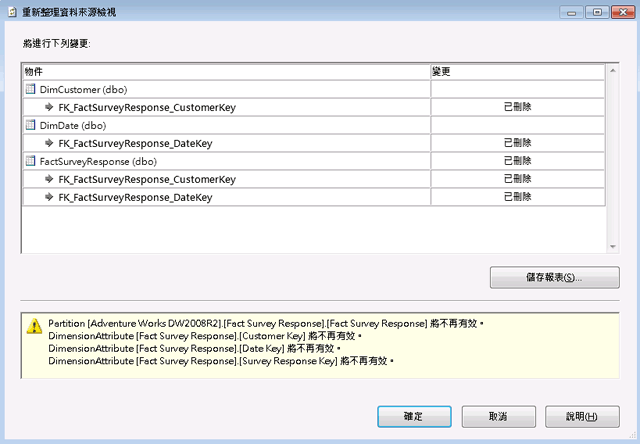 重新整理資料來源檢視
將進行下列變更:
物件 變更
DimCustomer (dbo)
FK_FactSurveyResponse_CustomerKey 已刪除
DimDate (dbo)
FK_FactSurveyResponse_DateKey 已刪除
FactSurveyResponse (dbo) 已刪除
FK_FactSurveyResponse_CustomerKey 已刪除
FK_FactSurveyResponse_DateKey 已刪除
儲存報表(S)...
Partition [Adventure Works DW2008R2].[Fact Survey Response].[Fact Survey Response] 將不再有效。
DimensionAttribute [Fact Survey Response].[Customer Key] 將不再有效。
DimensionAttribute [Fact Survey Response].[Date Key] 將不再有效。
DimensionAttribute [Fact Survey Response].[Survey Response Key] 將不再有效。
確定 取消 說明(H)